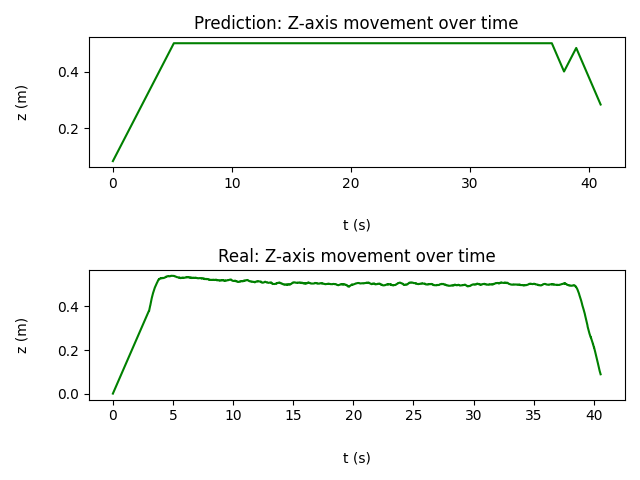 Prediction: Z-axis movement over time
z (m)
0.4
0.2
0 10 20 30 40
t (s)
Real: Z-axis movement over time
z (m)
0.4
0.2
0.0
0 5 10 15 20 25 30 35 40
t (s)